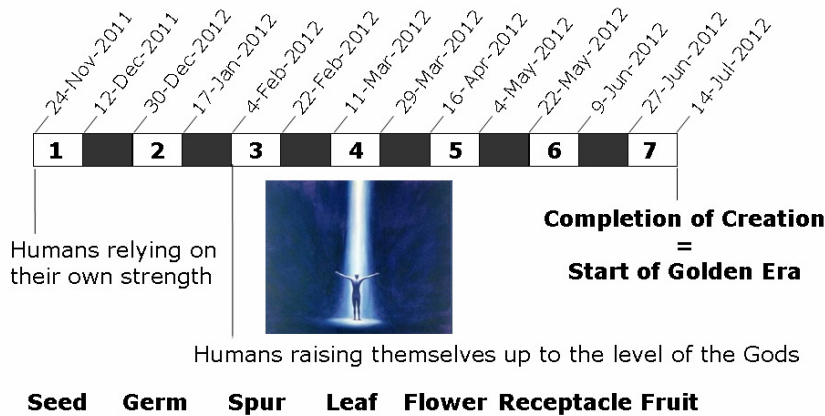 24-Nov-2011
12-Dec-2011
30-Dec-2012
17-Jan-2012
4-Feb-2012
22-Feb-2012
11-Mar-2012
29-Mar-2012
16-Apr-2012
4-May-2012
22-May-2012
9-Jun-2012
27-Jun-2012
14-Jul-2012
1 2 3 4 5 6 7
Humans relying on
their own strength
Completion of Creation
=
Start of Golden Era
Humans raising themselves up to the level of the Gods
Seed Germ Spur Leaf Flower Receptacle Fruit